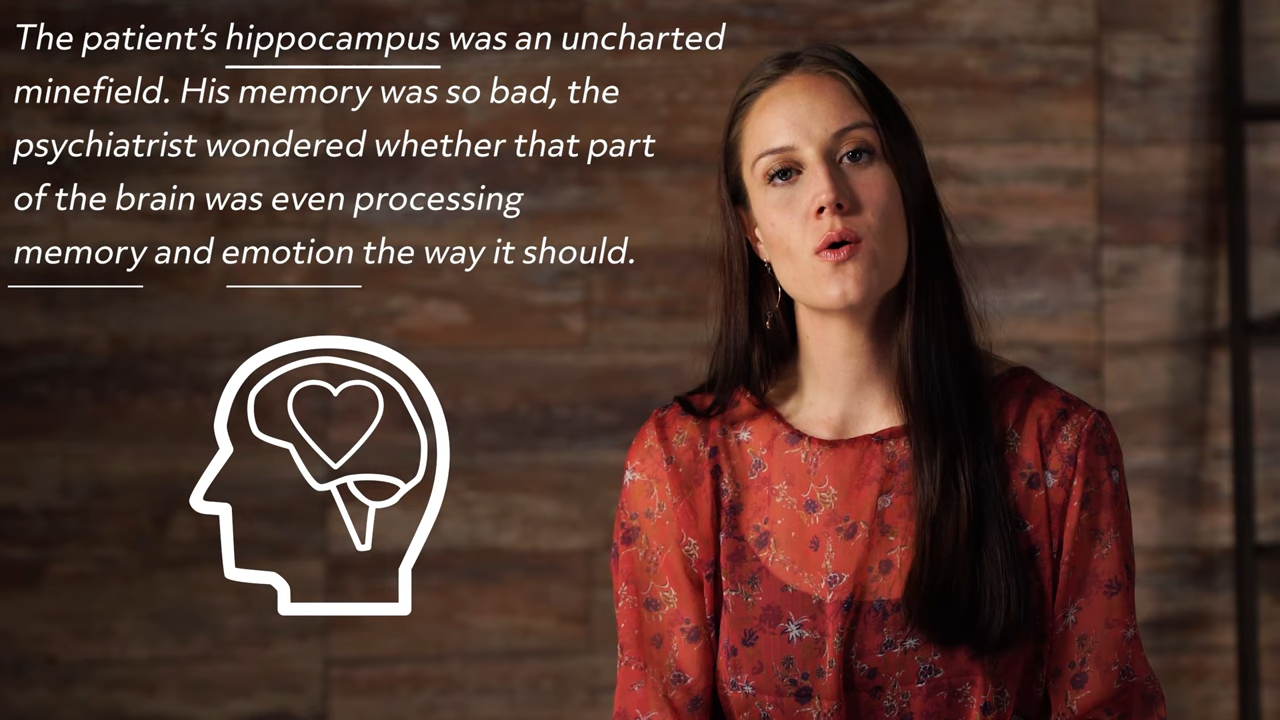 The patient's hippocampus was an uncharted
minefield. His memory was so bad, the
psychiatrist wondered whether that part
of the brain was even processing
memory and emotion the way it should.